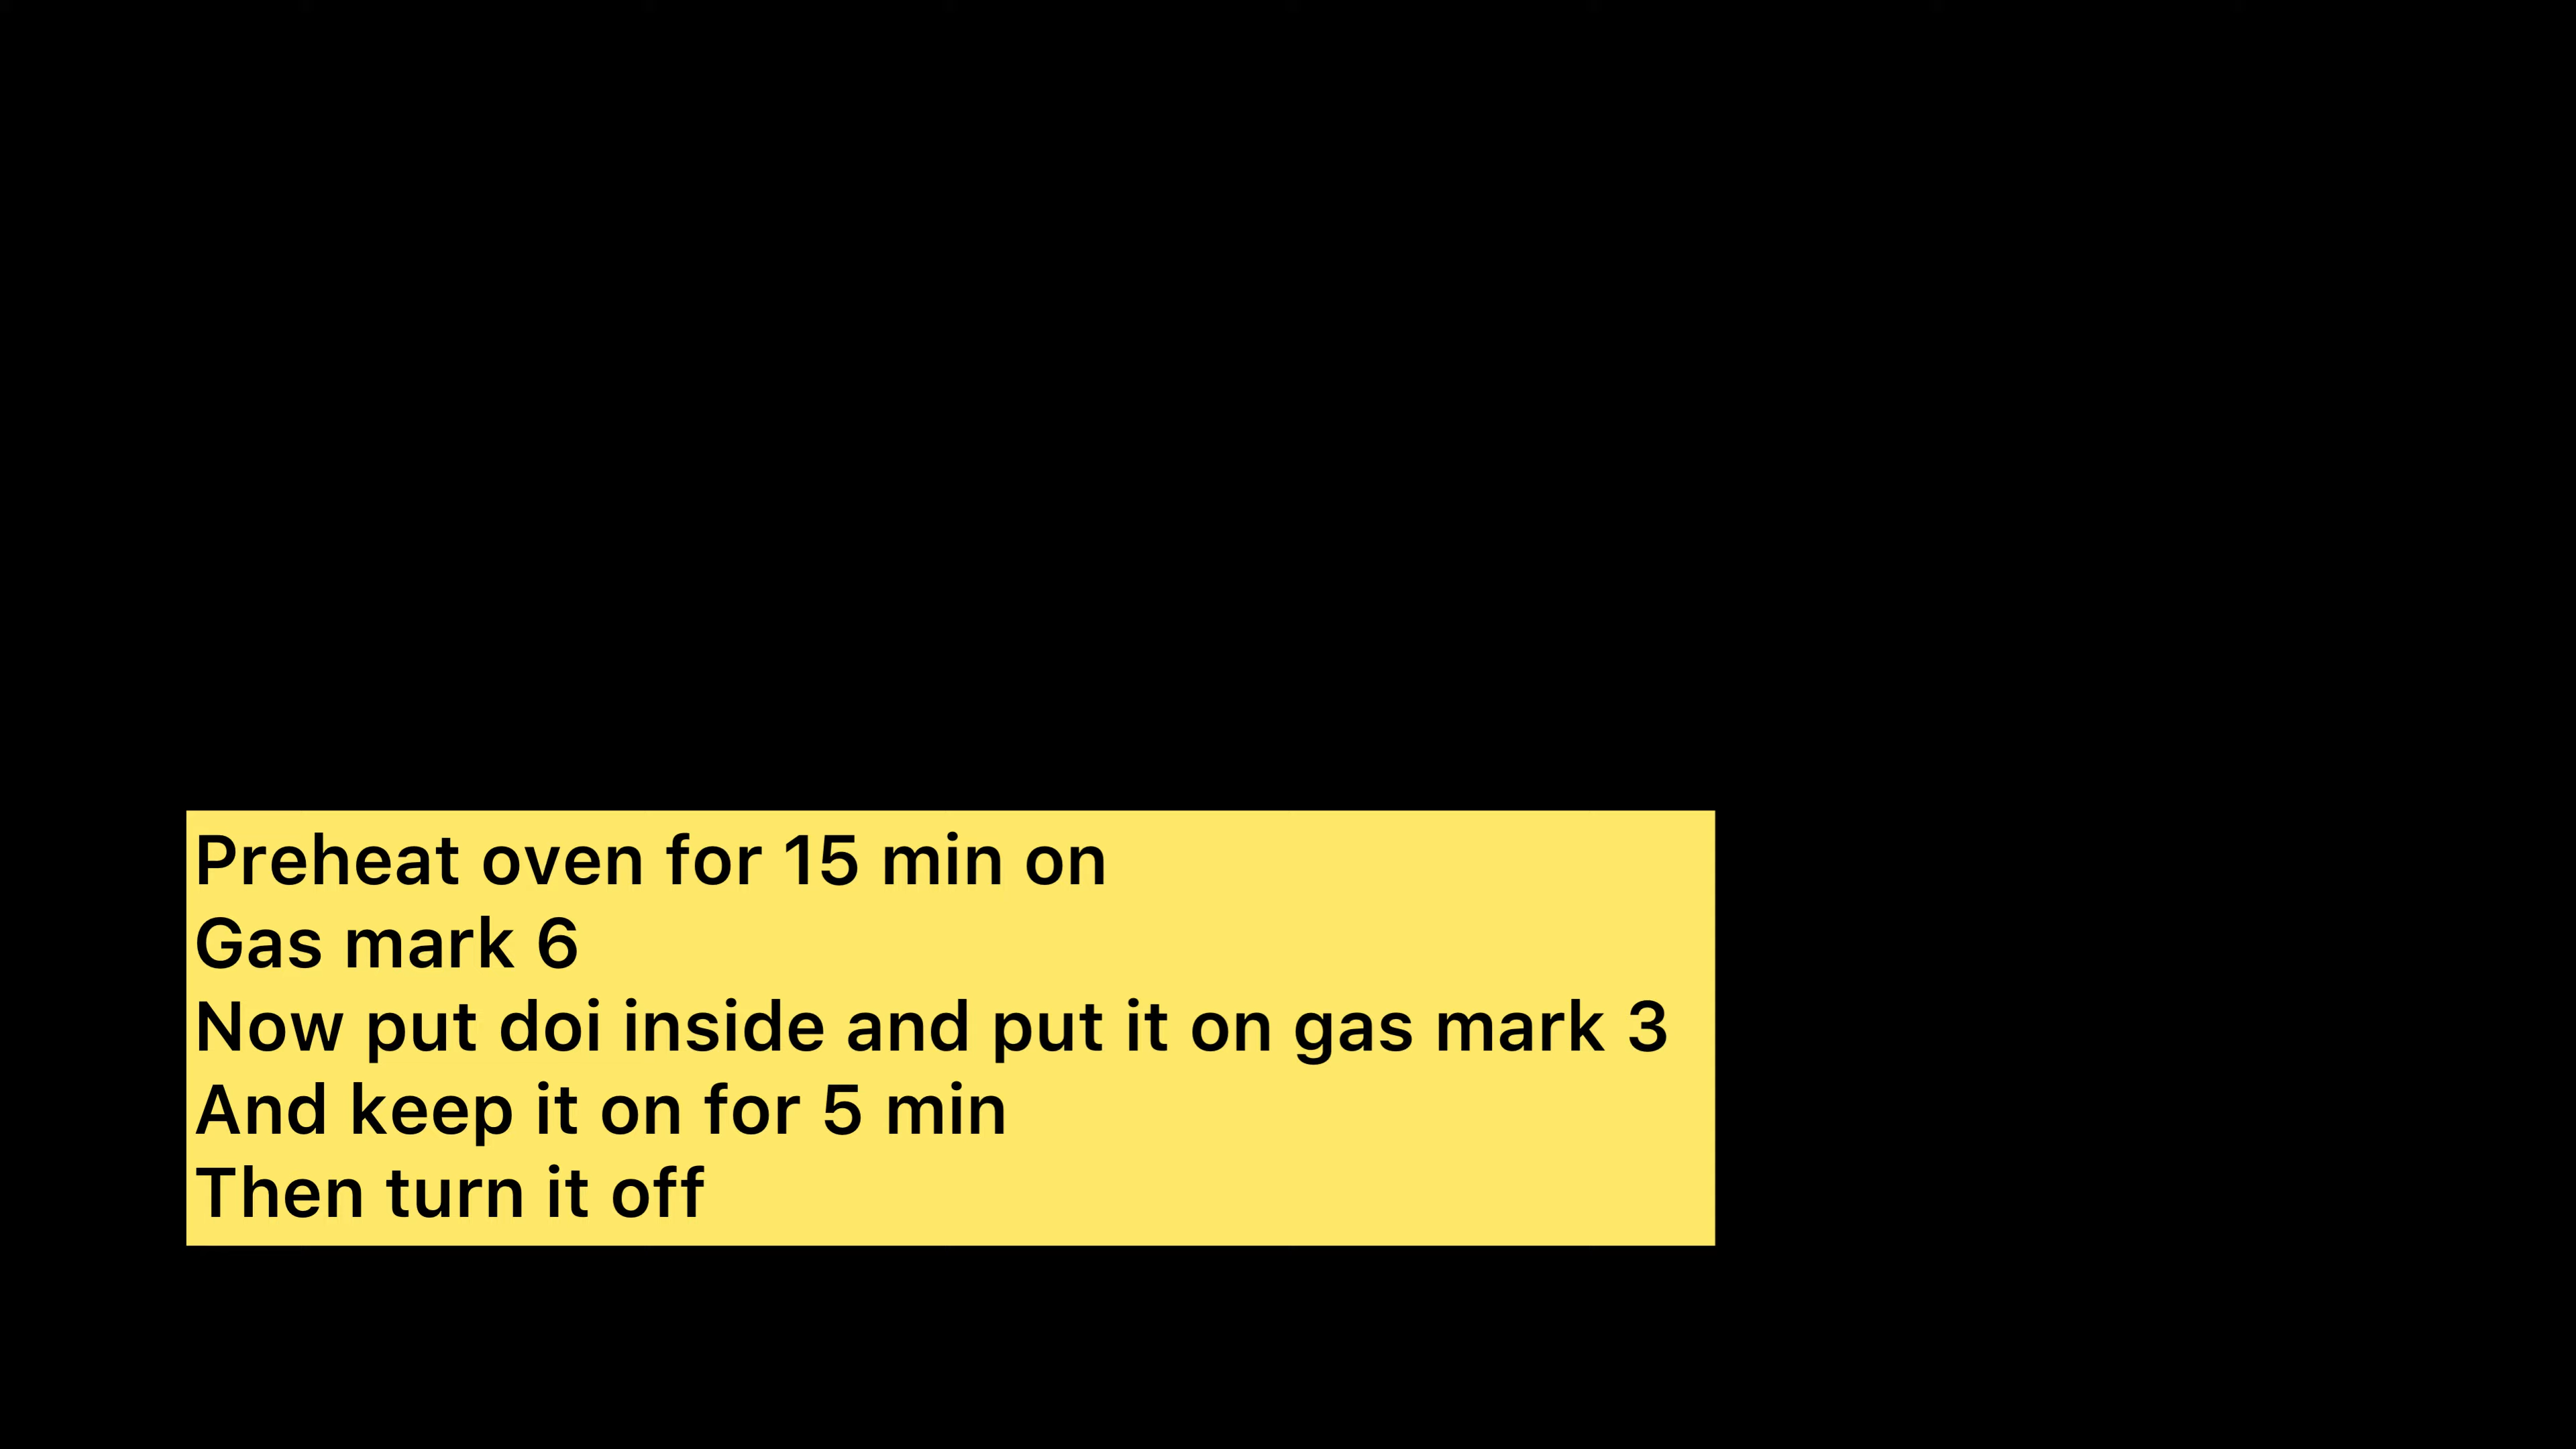 Preheat oven for 15 min on
Gas mark 6
Now put doi inside and put it on gas mark 3
And keep it on for 5 min
Then turn it off